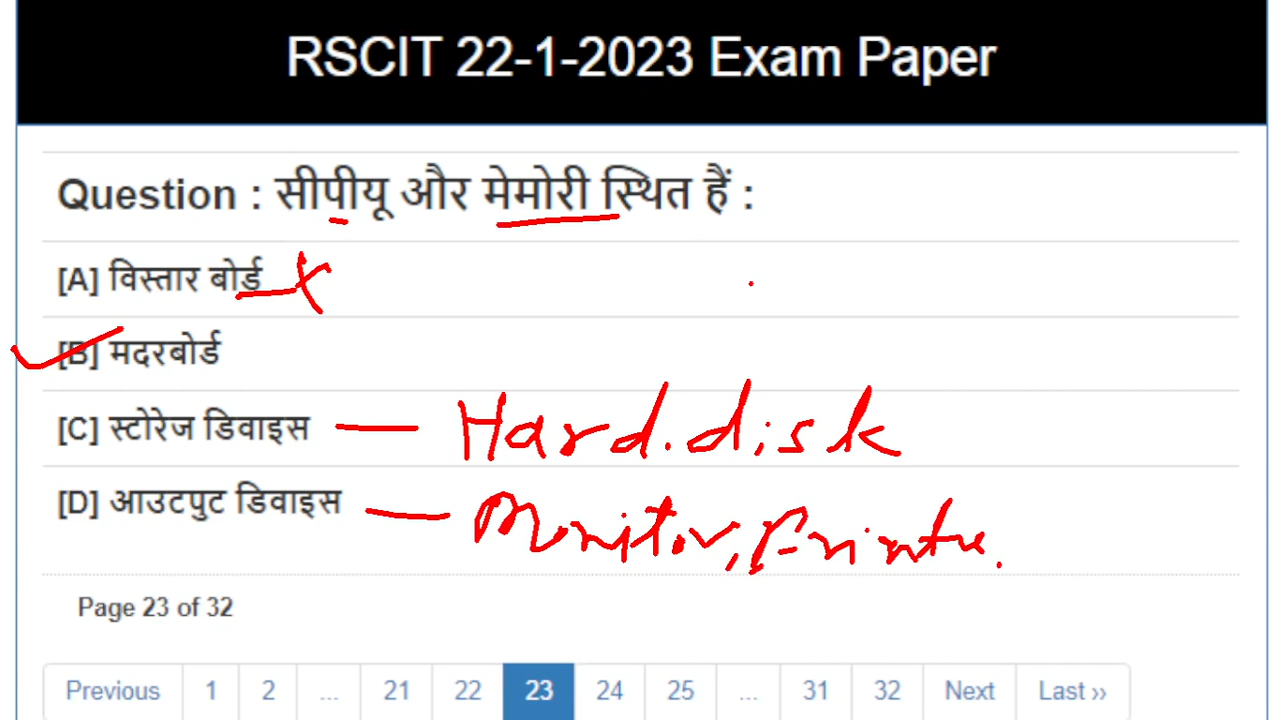 RSCIT 22-1-2023 Exam Paper
Question : सीपीयू और मेमोरी स्थित हैं :
[A] विस्तार बोर्ड
[B] मदरबोर्ड
[C] स्टोरेज डिवाइस — Hard.disk
[D] आउटपुट डिवाइस — Monitor, Printer.
Page 23 of 32
Previous 1 2 ... 21 22 23 24 25 ... 31 32 Next Last ››